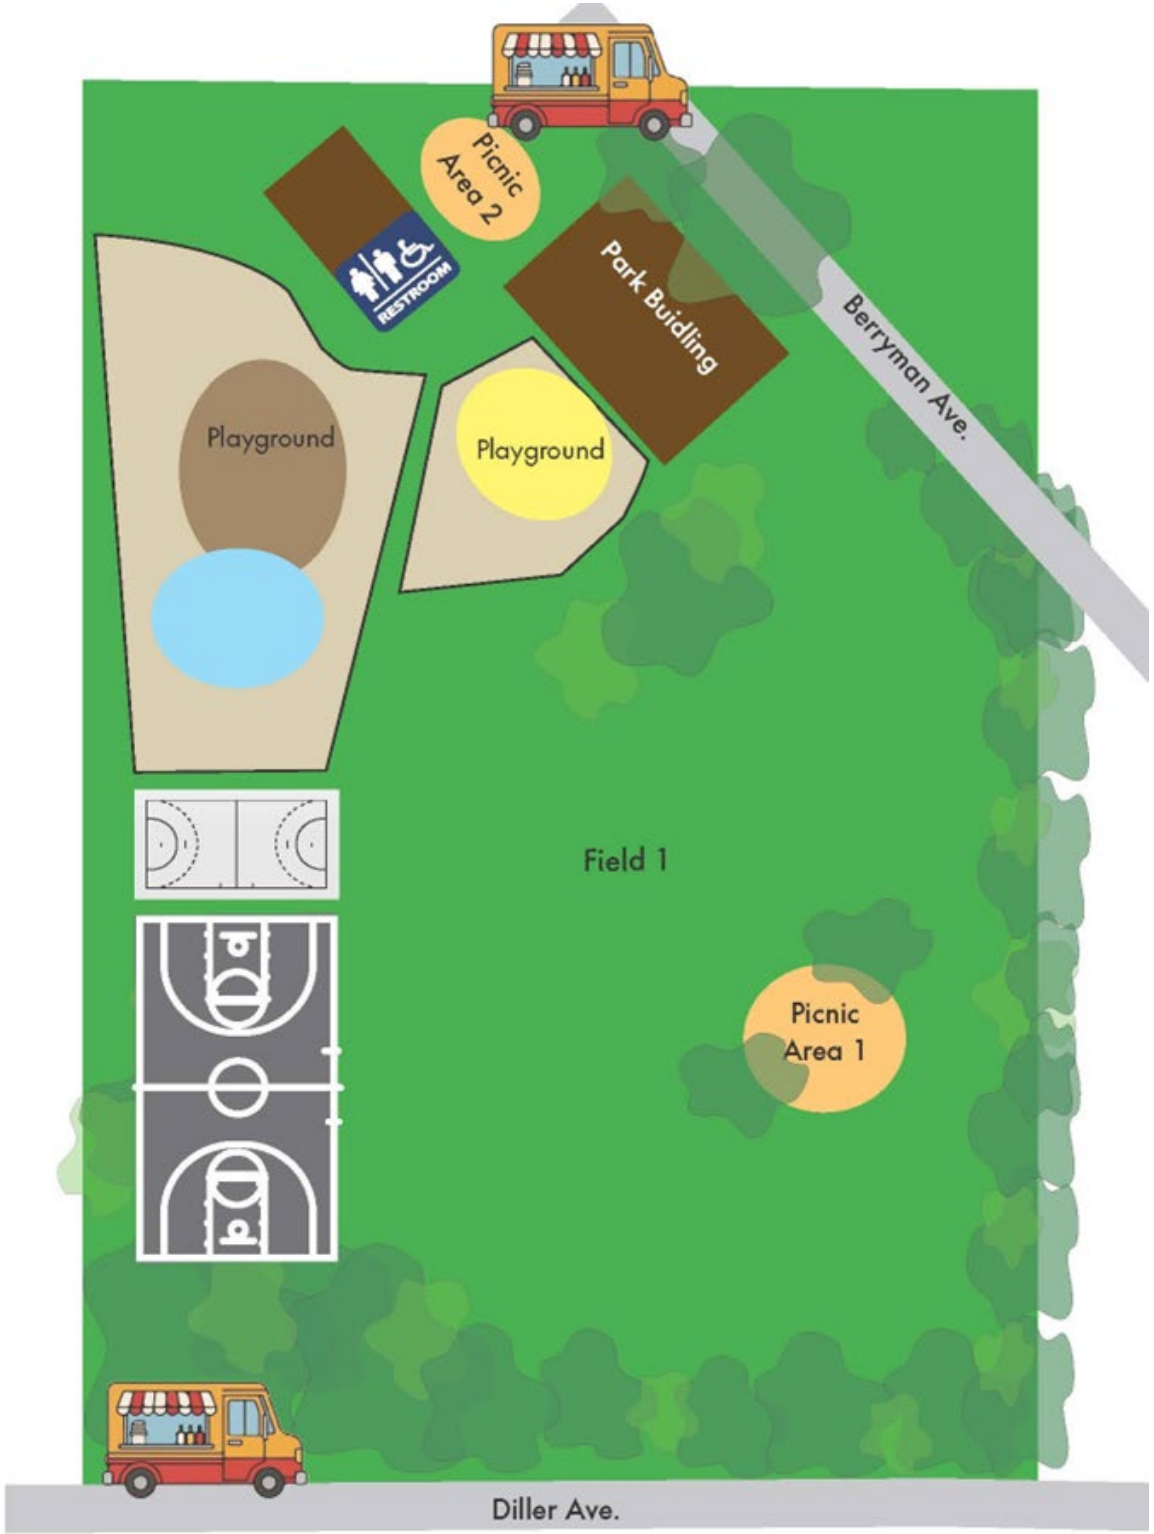 Picnic
Area 2
RESTROOM
Park Buidling
Berryman Ave.
Playground
Playground
Field 1
Picnic
Area 1
Diller Ave.